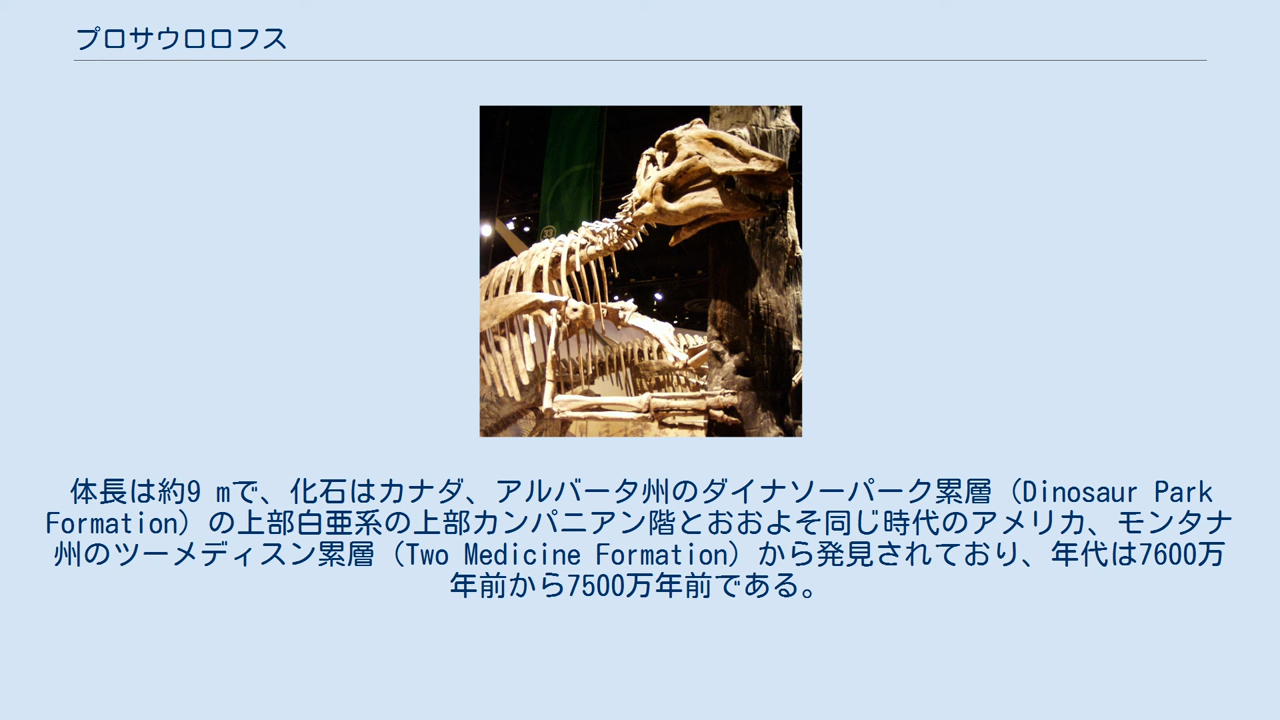 プロサウロロフス
体長は約9 mで、化石はカナダ、アルバータ州のダイナソーパーク累層（Dinosaur Park
Formation）の上部白亜系の上部カンパニアン階とおおよそ同じ時代のアメリカ、モンタナ
州のツーメディスン累層（Two Medicine Formation）から発見されており、年代は7600万
年前から7500万年前である。